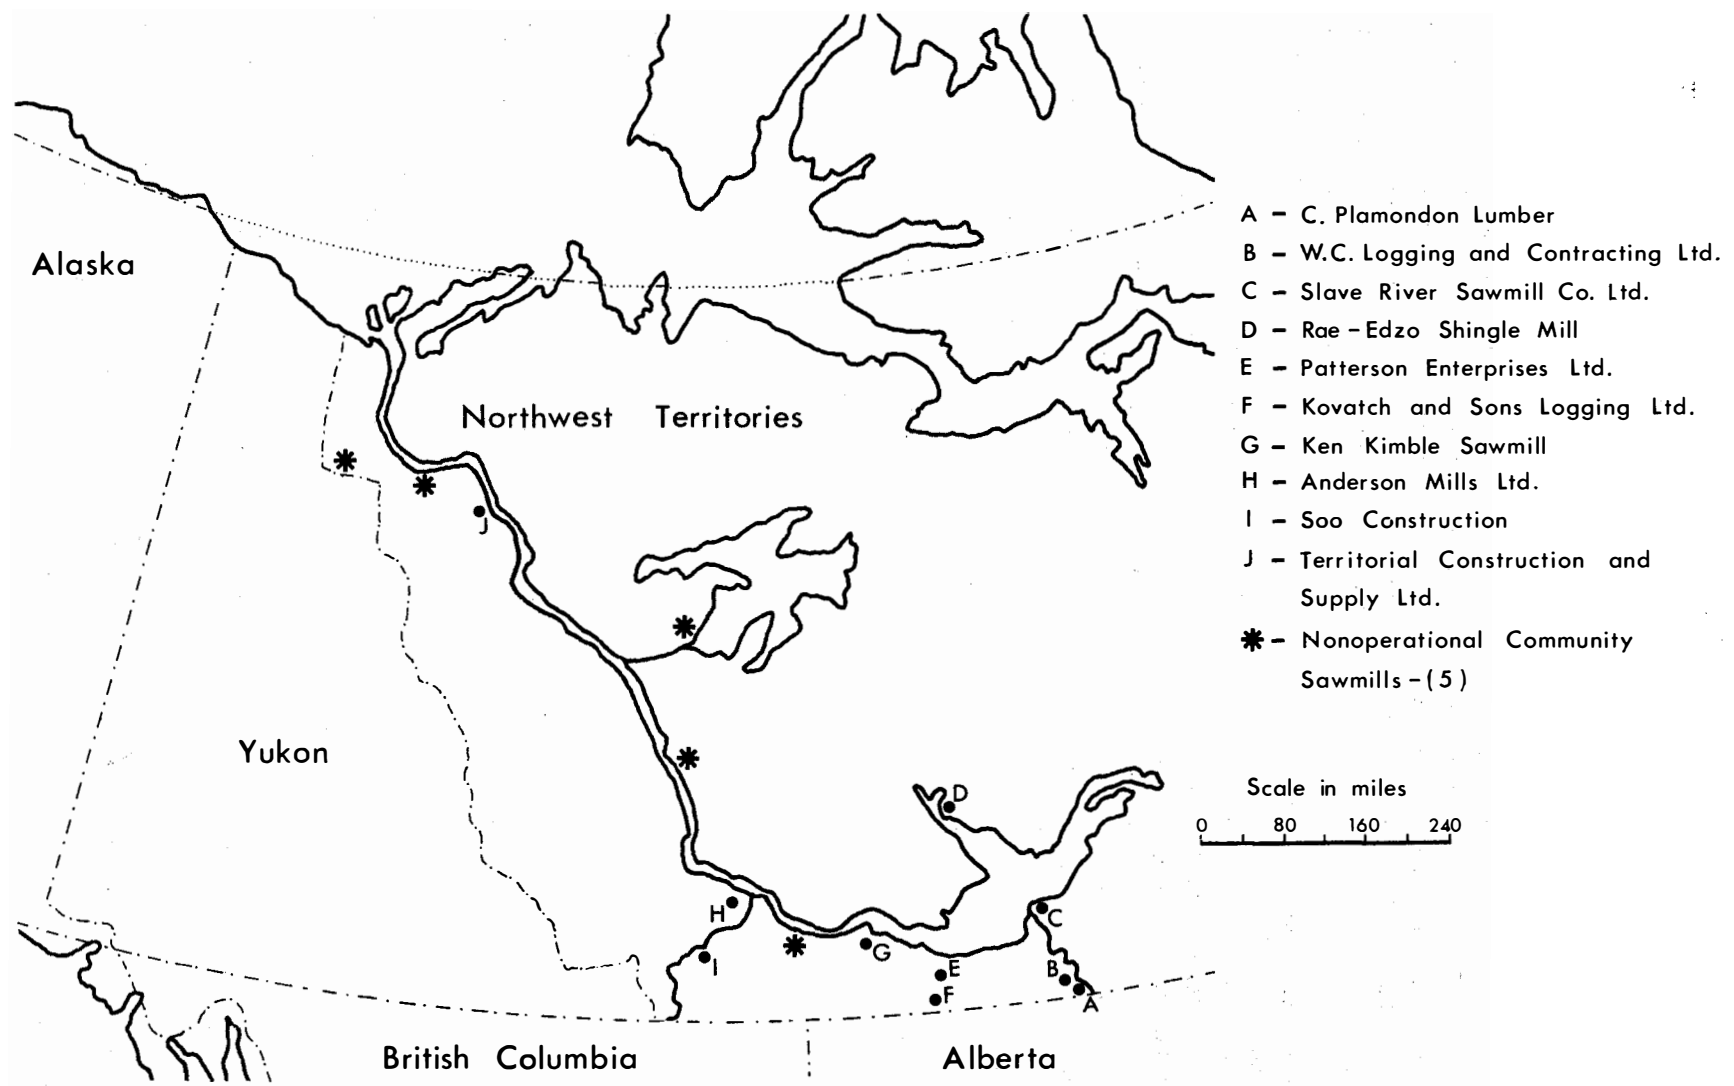 Alaska
Northwest Territories
Yukon
British Columbia
Alberta
J
D
H
I
G
E
F
C
B
A
A - C. Plamondon Lumber
B - W.C. Logging and Contracting Ltd.
C - Slave River Sawmill Co. Ltd.
D - Rae-Edzo Shingle Mill
E - Patterson Enterprises Ltd.
F - Kovatch and Sons Logging Ltd.
G - Ken Kimble Sawmill
H - Anderson Mills Ltd.
I - Soo Construction
J - Territorial Construction and
Supply Ltd.
✱ - Nonoperational Community
Sawmills-(5)
Scale in miles
0 80 160 240